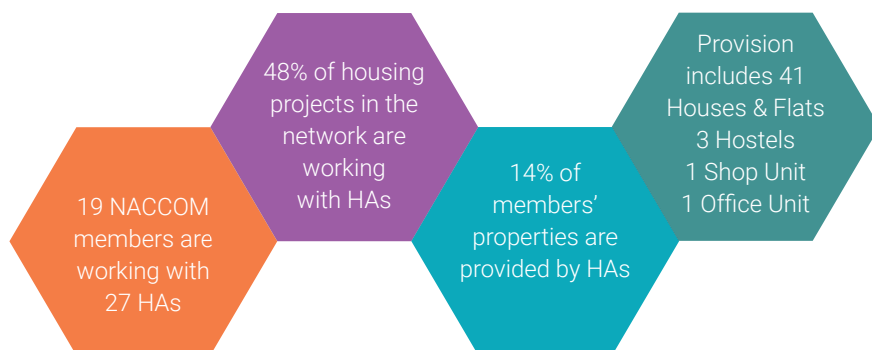 19 NACCOM
members are
working with
27 HAs
48% of housing
projects in the
network are
working
with HAs
14% of
members’
properties are
provided by HAs
Provision
includes 41
Houses & Flats
3 Hostels
1 Shop Unit
1 Office Unit